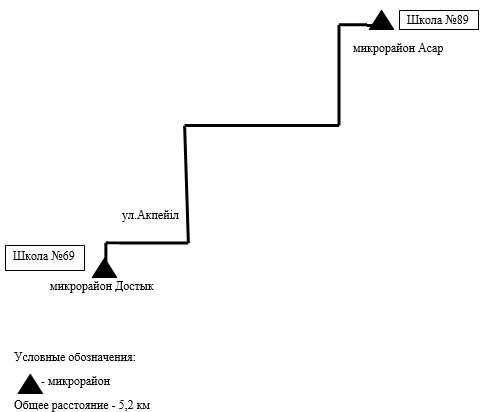 Школа №89
микрорайон Асар
ул.Акпейіл
Школа №69
микрорайон Достык
Условные обозначения:
- микрорайон
Общее расстояние - 5,2 км